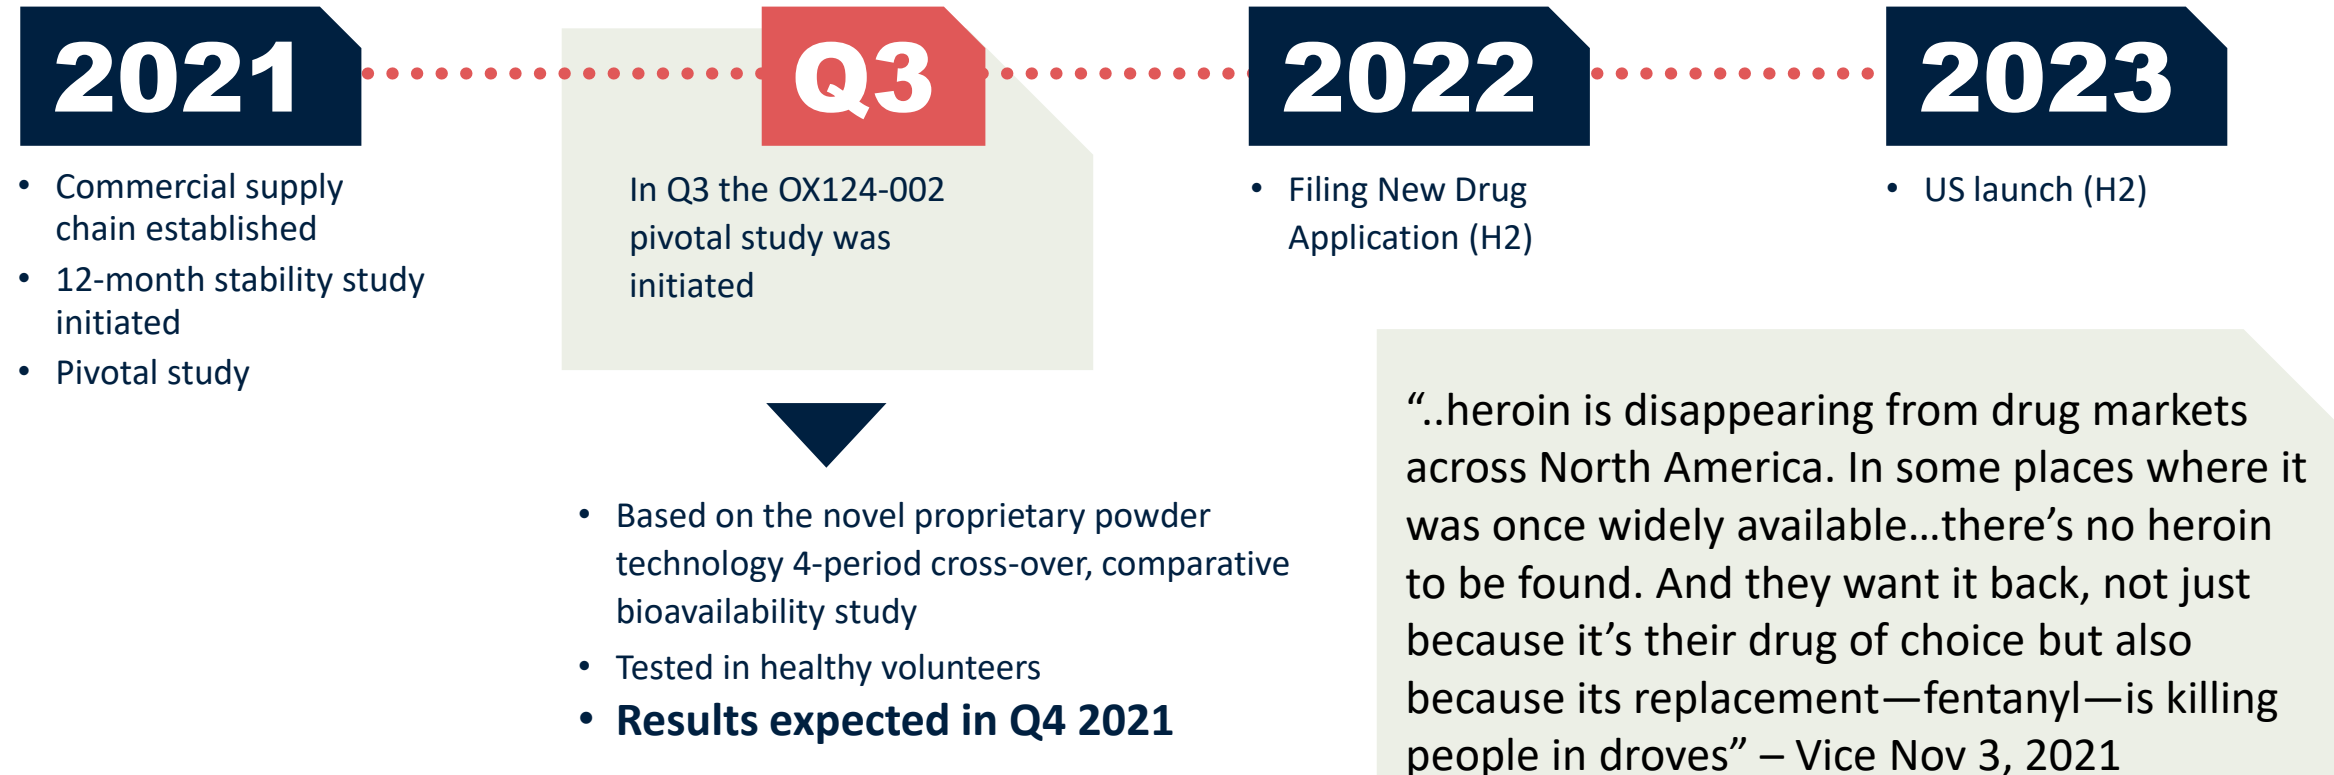 2021
• Commercial supply
chain established
• 12-month stability study
initiated
• Pivotal study
Q3
In Q3 the OX124-002
pivotal study was
initiated
• Based on the novel proprietary powder
technology 4-period cross-over, comparative
bioavailability study
• Tested in healthy volunteers
• Results expected in Q4 2021
2022
• Filing New Drug
Application (H2)
2023
• US launch (H2)
“..heroin is disappearing from drug markets
across North America. In some places where it
was once widely available…there’s no heroin
to be found. And they want it back, not just
because it’s their drug of choice but also
because its replacement—fentanyl—is killing
people in droves” – Vice Nov 3, 2021